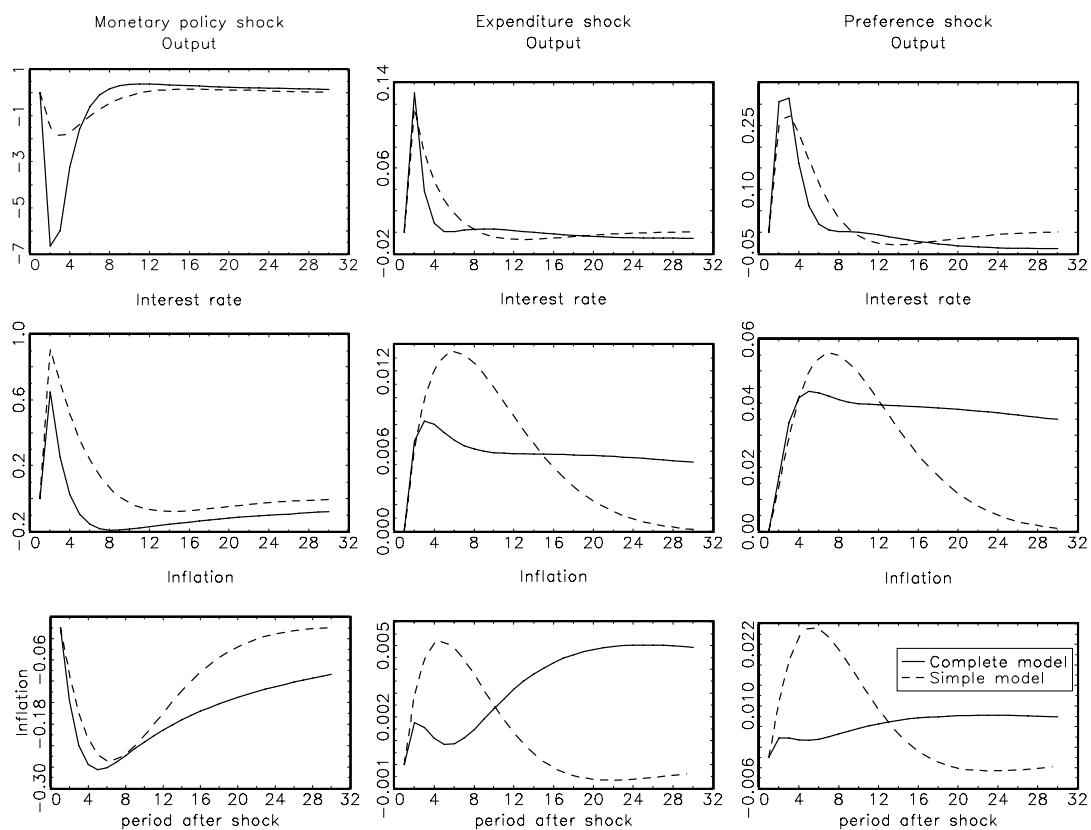 Monetary policy shock
Output
Expenditure shock
Output
Preference shock
Output
1
-1
-3
-5
-7
0 4 8 12 16 20 24 28 32
0.14
0.06
-0.02
0 4 8 12 16 20 24 28 32
0.25
0.10
-0.05
0 4 8 12 16 20 24 28 32
Interest rate
Interest rate
Interest rate
1.0
0.6
0.2
-0.2
0 4 8 12 16 20 24 28 32
0.012
0.006
0.000
0 4 8 12 16 20 24 28 32
0.06
0.04
0.02
0.00
0 4 8 12 16 20 24 28 32
Inflation
Inflation
Inflation
Inflation
-0.06
-0.18
-0.30
0 4 8 12 16 20 24 28 32
period after shock
0.005
0.002
-0.001
0 4 8 12 16 20 24 28 32
period after shock
0.022
0.010
-0.006
Complete model
Simple model
0 4 8 12 16 20 24 28 32
period after shock